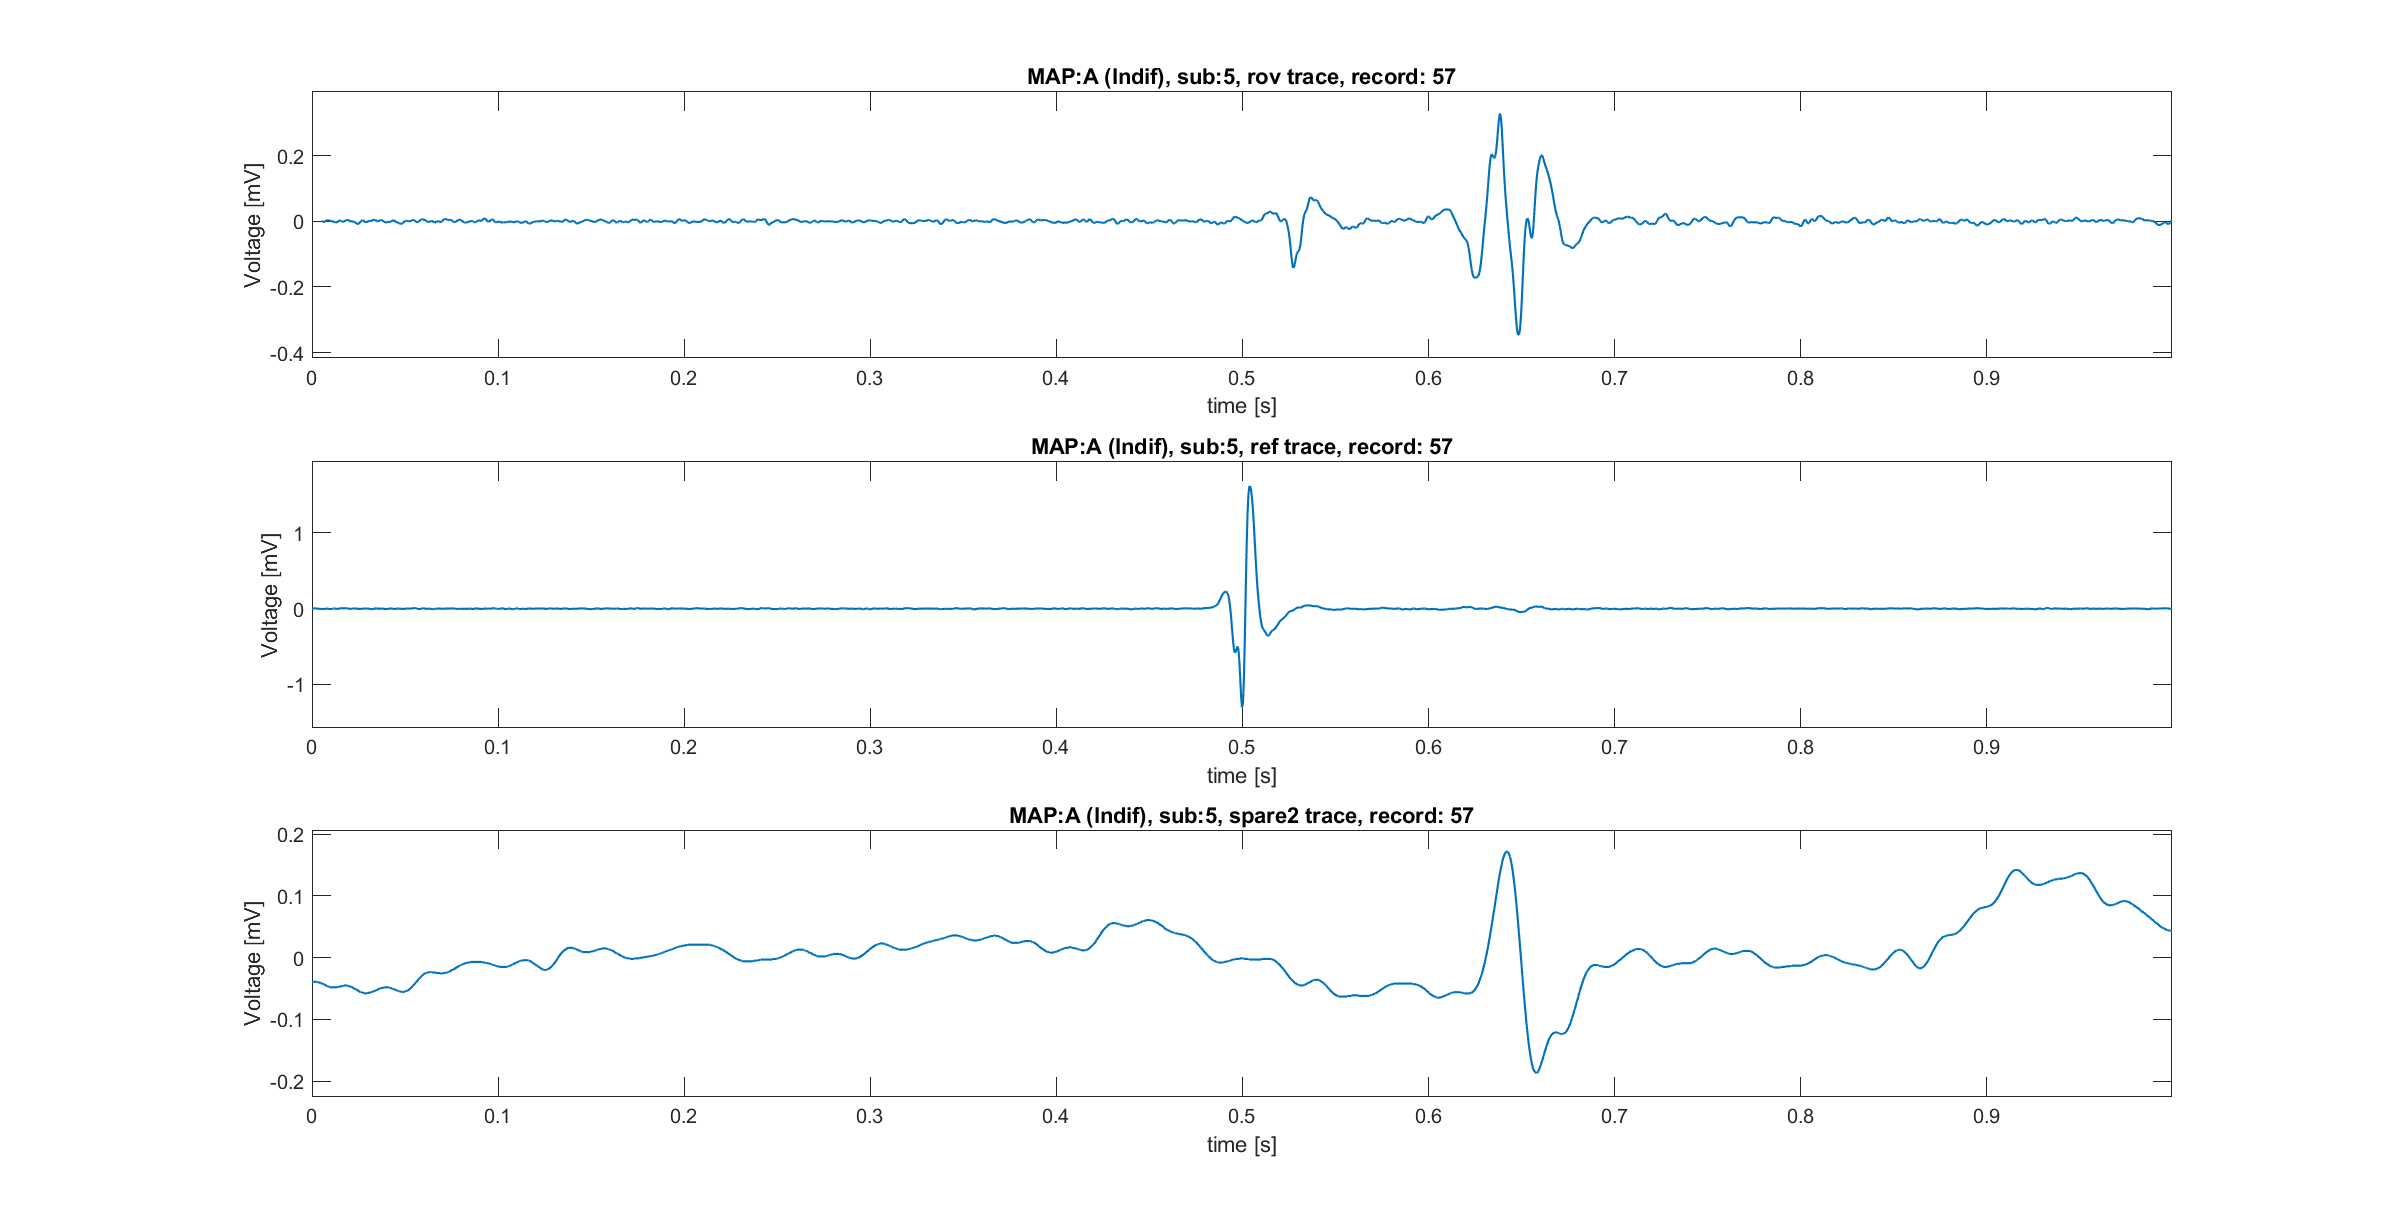 MAP:A (Indif), sub:5, rov trace, record: 57
Voltage [mV]
0.2
0
-0.2
-0.4
0 0.1 0.2 0.3 0.4 0.5 0.6 0.7 0.8 0.9
time [s]
MAP:A (Indif), sub:5, ref trace, record: 57
Voltage [mV]
1
0
-1
0 0.1 0.2 0.3 0.4 0.5 0.6 0.7 0.8 0.9
time [s]
MAP:A (Indif), sub:5, spare2 trace, record: 57
Voltage [mV]
0.2
0.1
0
-0.1
-0.2
0 0.1 0.2 0.3 0.4 0.5 0.6 0.7 0.8 0.9
time [s]